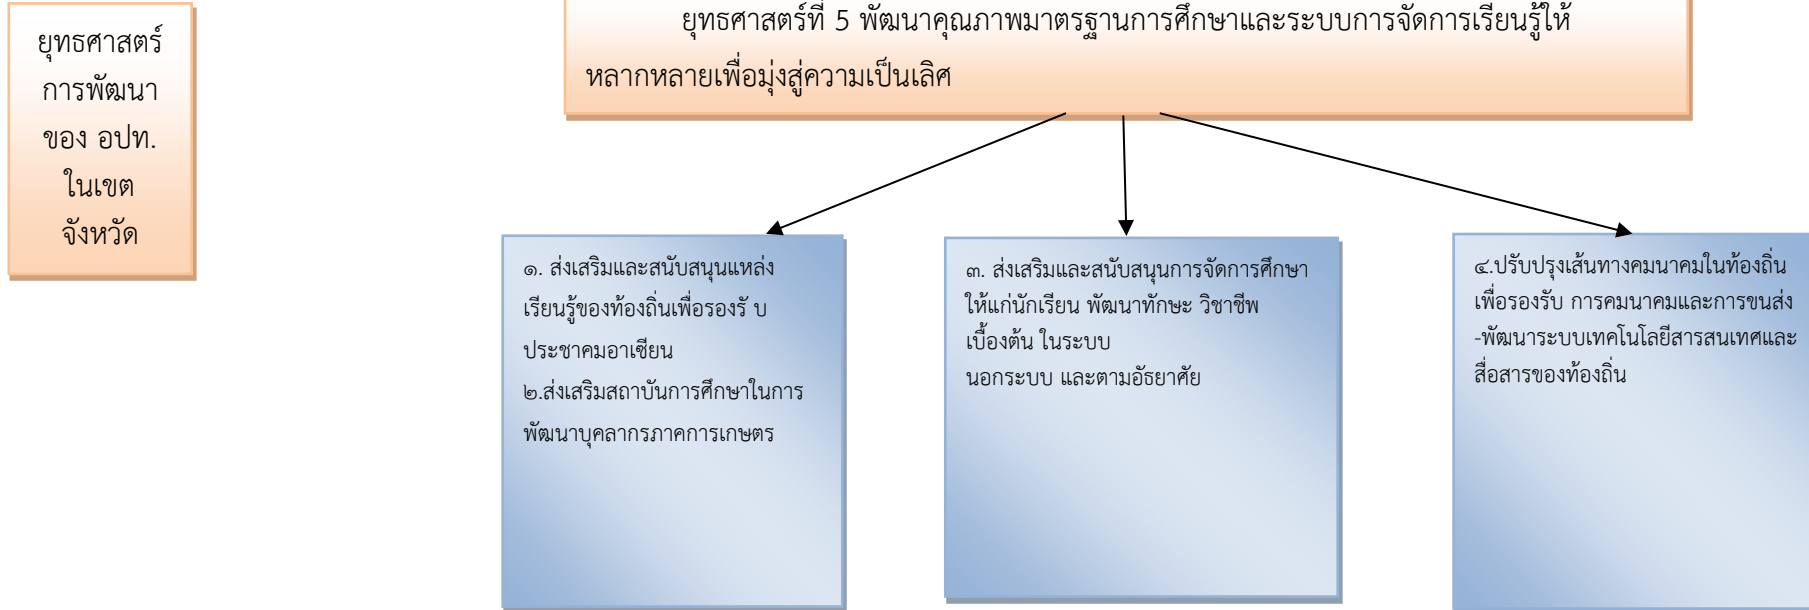 ยุทธศาสตร์
การพัฒนา
ของ อปท.
ในเขต
จังหวัด
ยุทธศาสตร์ที่ 5 พัฒนาคุณภาพมาตรฐานการศึกษาและระบบการจัดการเรียนรู้ให้
หลากหลายเพื่อมุ่งสู่ความเป็นเลิศ
๑. ส่งเสริมและสนับสนุนแหล่ง
เรียนรู้ของท้องถิ่นเพื่อรองรั บ
ประชาคมอาเซียน
๒.ส่งเสริมสถาบันการศึกษาในการ
พัฒนาบุคลากรภาคการเกษตร
๓. ส่งเสริมและสนับสนุนการจัดการศึกษา
ให้แก่นักเรียน พัฒนาทักษะ วิชาชีพ
เบื้องต้น ในระบบ
นอกระบบ และตามอัธยาศัย
๔.ปรับปรุงเส้นทางคมนาคมในท้องถิ่น
เพื่อรองรับ การคมนาคมและการขนส่ง
-พัฒนาระบบเทคโนโลยีสารสนเทศและ
สื่อสารของท้องถิ่น